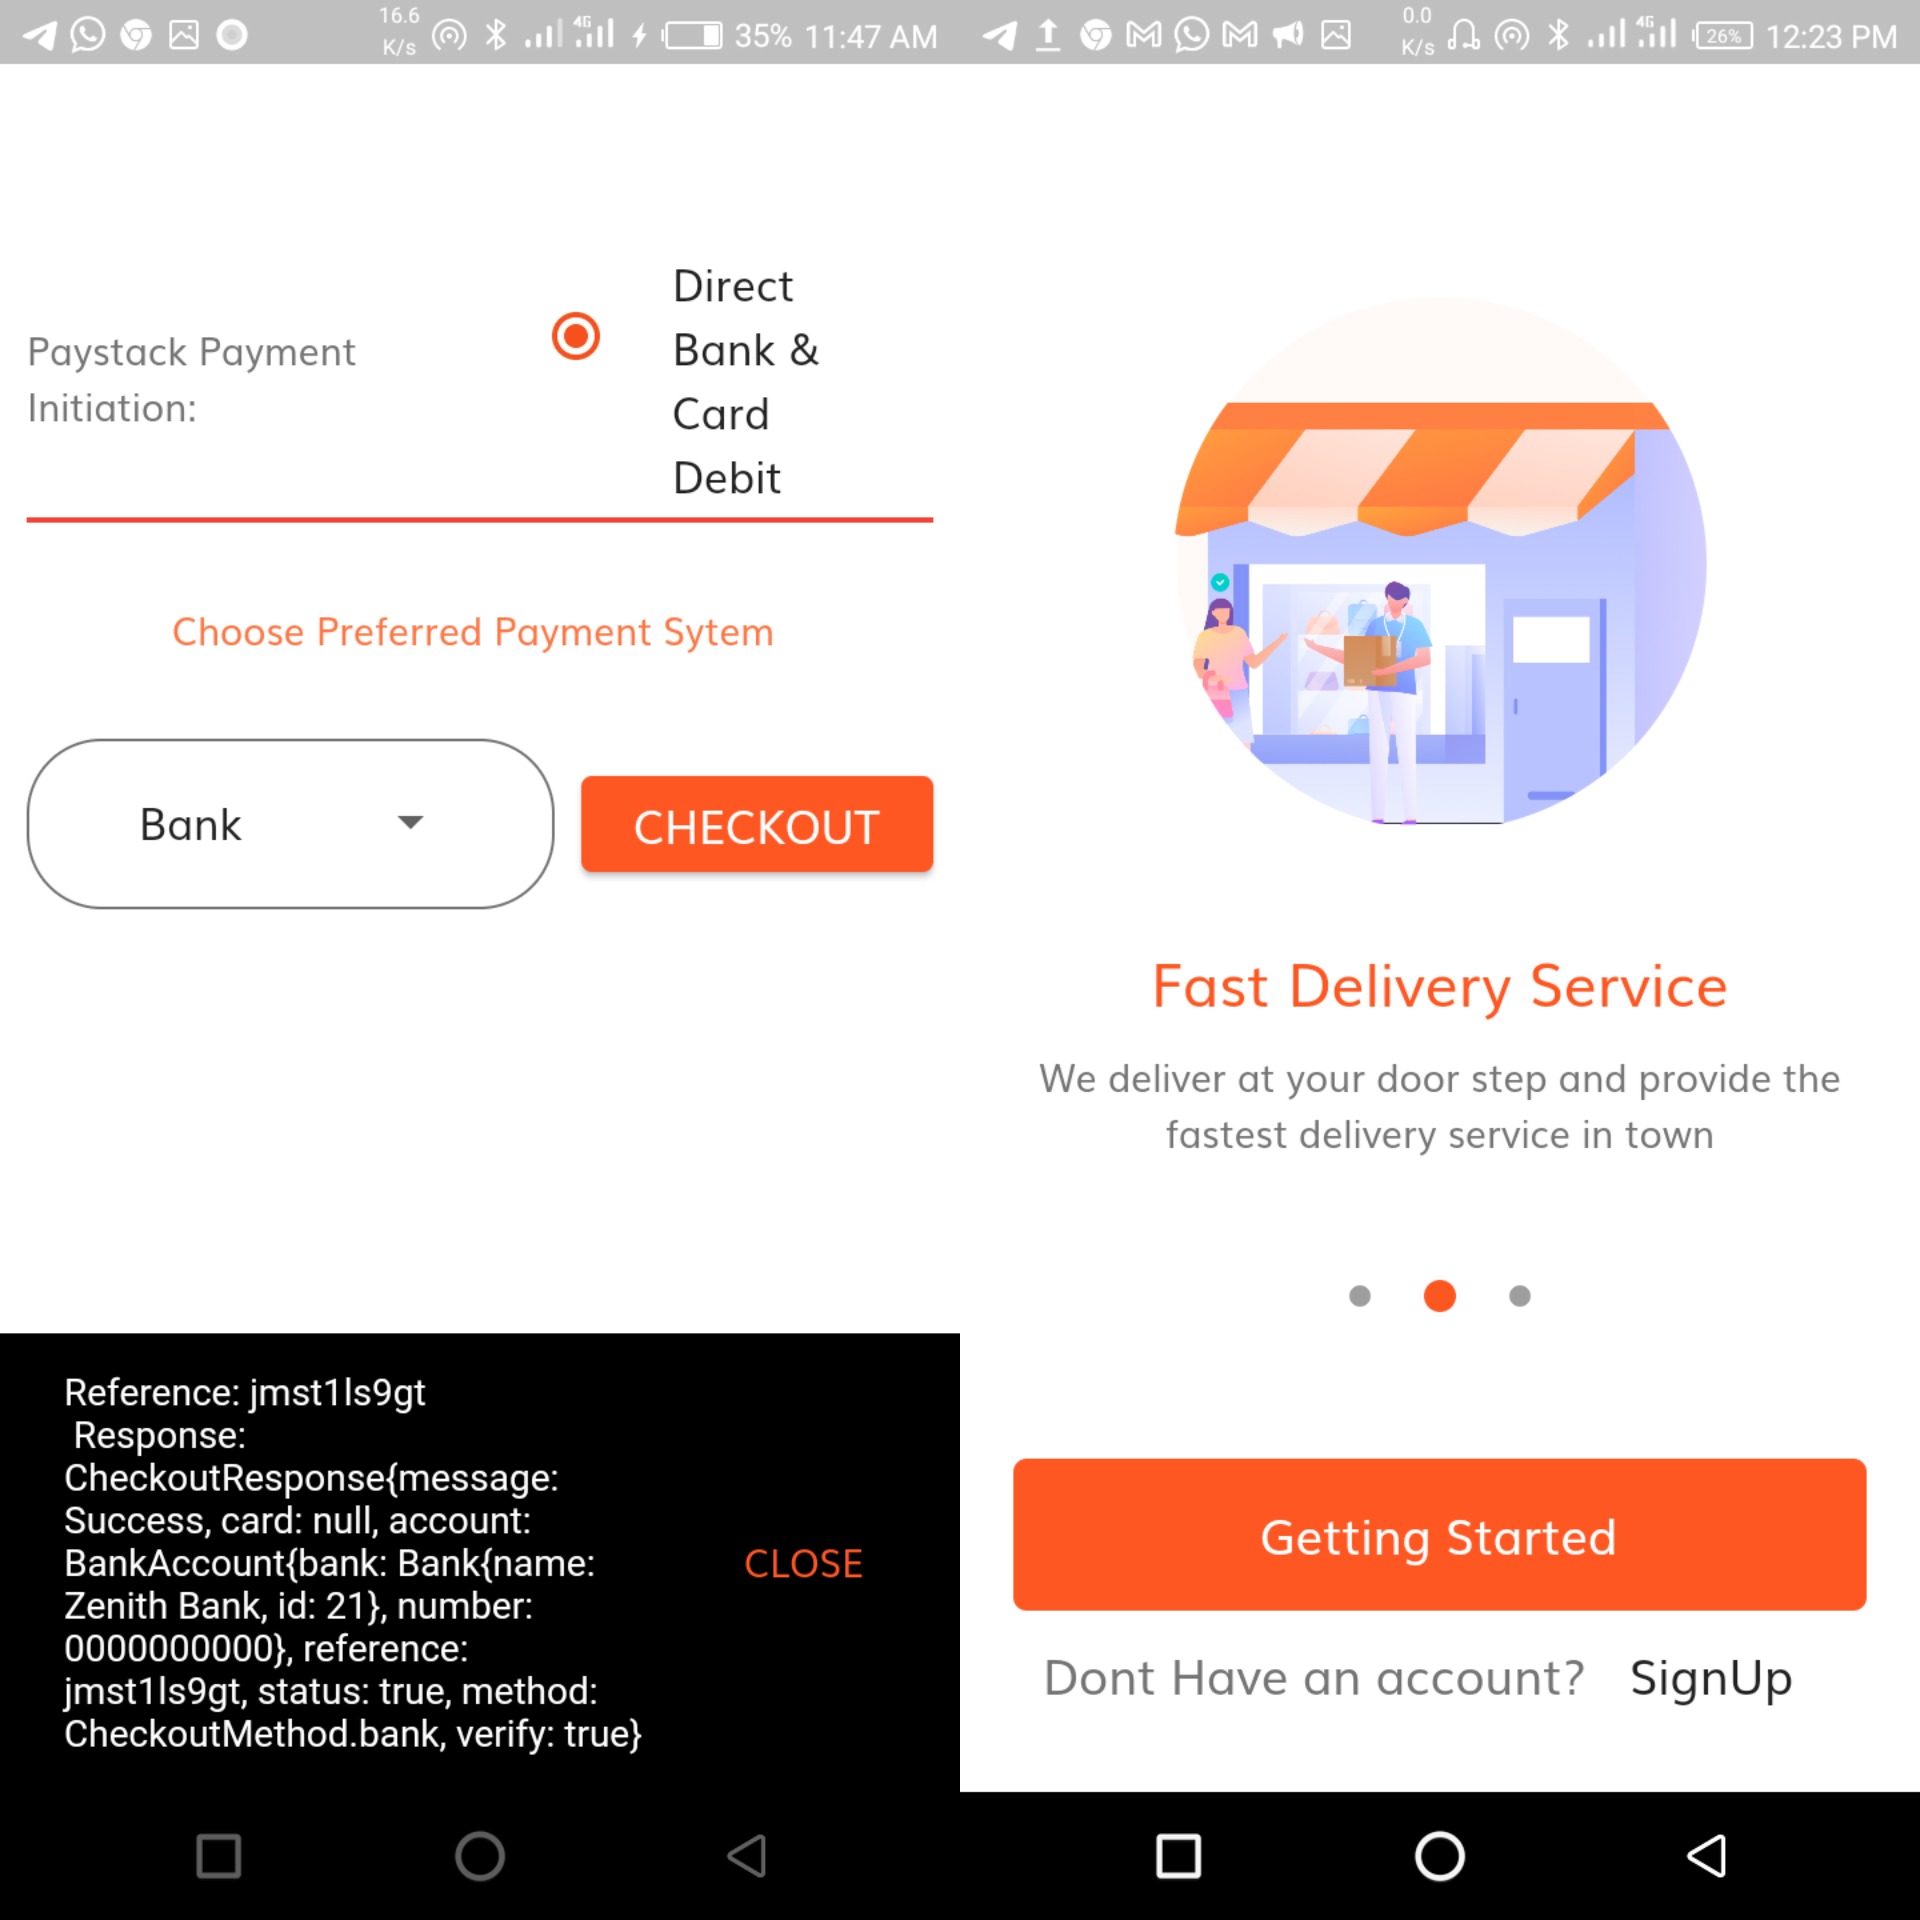 16.6
K/s
4G
35%
11:47 AM
Paystack Payment
Initiation:
Direct
Bank &
Card
Debit
Choose Preferred Payment Sytem
Bank
CHECKOUT
Reference: jmst1ls9gt
Response:
CheckoutResponse{message:
Success, card: null, account:
BankAccount{bank: Bank{name:
Zenith Bank, id: 21}, number:
0000000000}, reference:
jmst1ls9gt, status: true, method:
CheckoutMethod.bank, verify: true}
CLOSE
0.0
K/s
4G
26%
12:23 PM
Fast Delivery Service
We deliver at your door step and provide the
fastest delivery service in town
Getting Started
Dont Have an account? SignUp